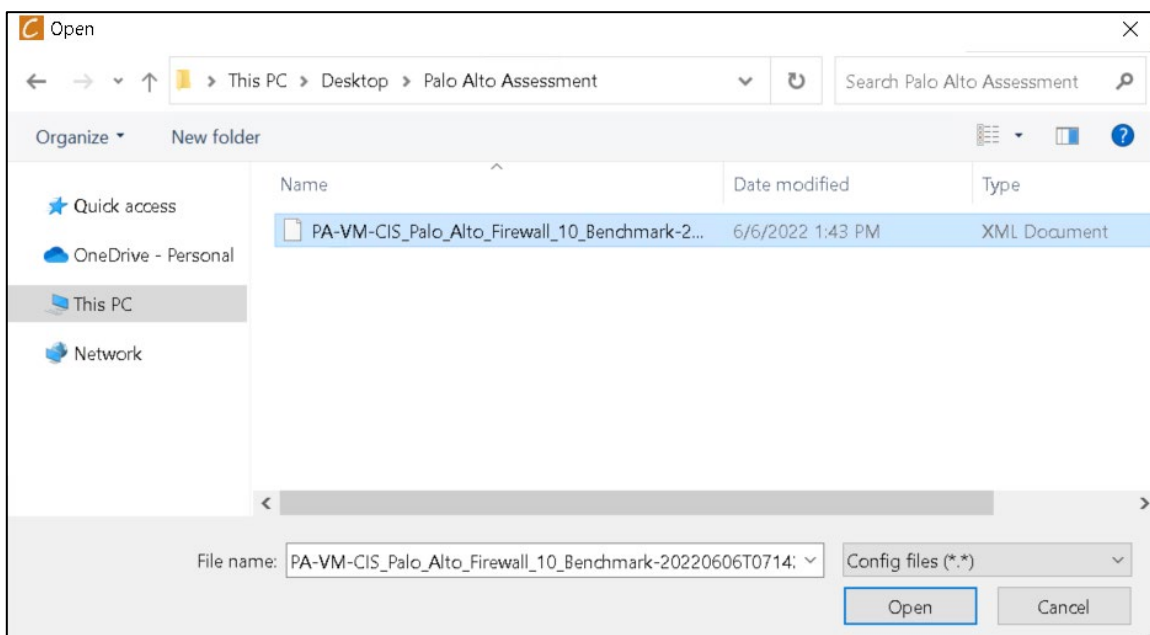 Open
This PC > Desktop > Palo Alto Assessment
Search Palo Alto Assessment
Organize
New folder
Name
Date modified
Type
Quick access
OneDrive - Personal
This PC
Network
PA-VM-CIS_Palo_Alto_Firewall_10_Benchmark-2...
6/6/2022 1:43 PM
XML Document
File name:
PA-VM-CIS_Palo_Alto_Firewall_10_Benchmark-20220606T0714:
Config files (*.*)
Open
Cancel